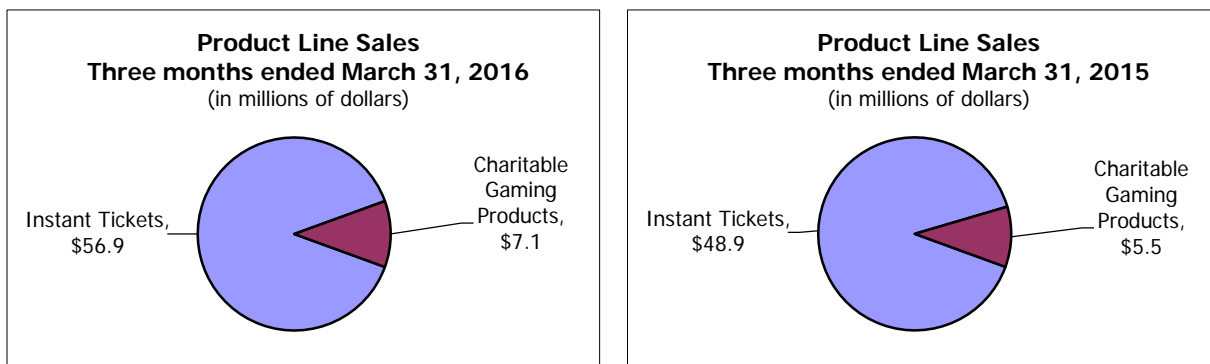 Product Line Sales
Three months ended March 31, 2016
(in millions of dollars)
Instant Tickets,
$56.9
Charitable
Gaming
Products,
$7.1
Product Line Sales
Three months ended March 31, 2015
(in millions of dollars)
Instant Tickets,
$48.9
Charitable
Gaming
Products,
$5.5